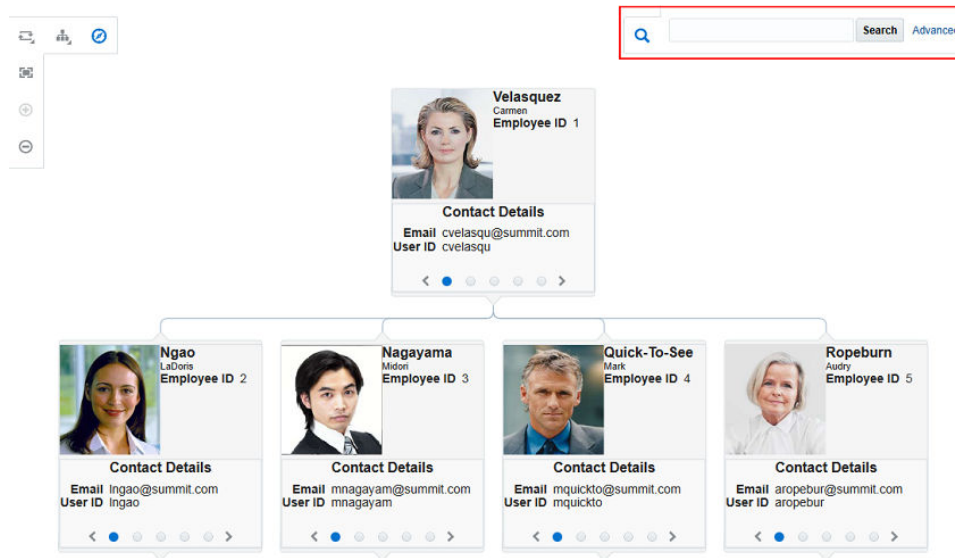 Search Advanced
Velasquez
Carmen
Employee ID 1
Contact Details
Email cvelasqu@summit.com
User ID cvelasqu
Ngao
LaDoris
Employee ID 2
Contact Details
Email lngao@summit.com
User ID lngao
Nagayama
Midori
Employee ID 3
Contact Details
Email mnagayam@summit.com
User ID mnagayam
Quick-To-See
Mark
Employee ID 4
Contact Details
Email mquickto@summit.com
User ID mquickto
Ropeburn
Audry
Employee ID 5
Contact Details
Email aropebur@summit.com
User ID aropebur